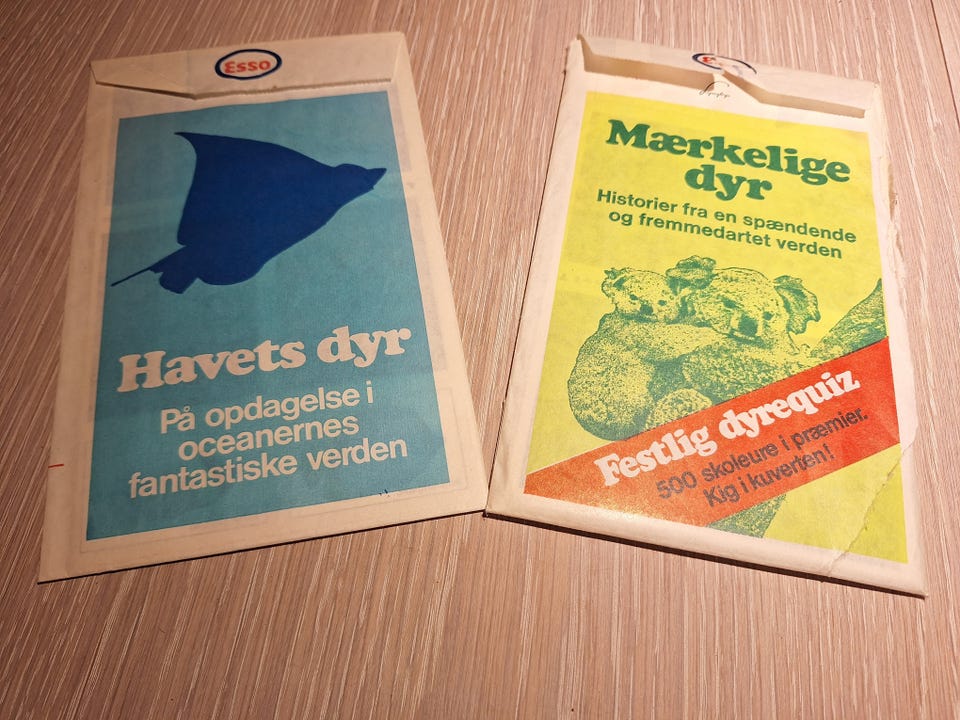 Esso
Havets dyr
På opdagelse i
oceanernes
fantastiske verden
Esso
Mærkelige
dyr
Historier fra en spændende
og fremmedartet verden
Festlig dyrequiz
500 skoleure i præmier.
Kig i kuverten!